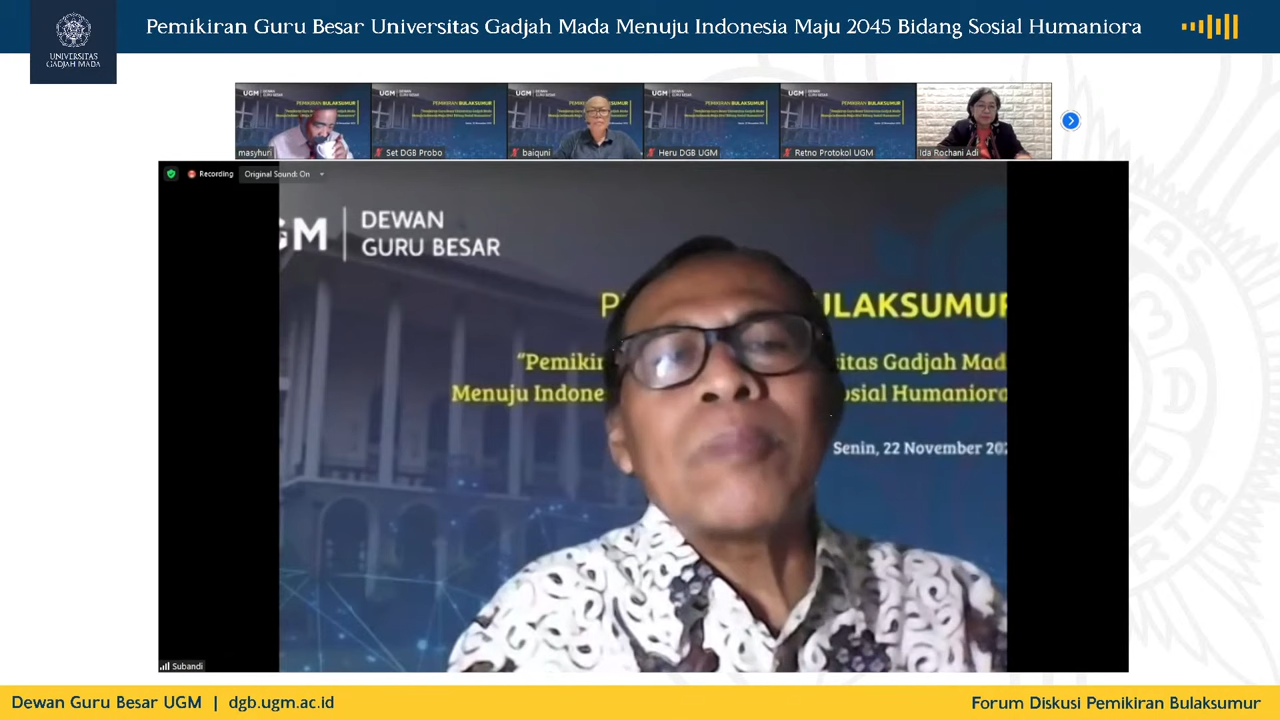 Pemikiran Guru Besar Universitas Gadjah Mada Menuju Indonesia Maju 2045 Bidang Sosial Humaniora
UNIVERSITAS
GADJAH MADA
masyhuri
Set DGB Probo
baiquni
Heru DGB UGM
Retno Protokol UGM
Ida Rochani Adi
Recording
Original Sound: On
GM
DEWAN
GURU BESAR
P ULAKSUMUR
“Pemikir sitas Gadjah Mad
Menuju Indone osial Humaniora
Senin, 22 November 202
Subandi
Dewan Guru Besar UGM | dgb.ugm.ac.id
Forum Diskusi Pemikiran Bulaksumur